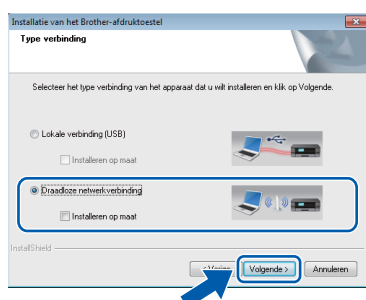 Installatie van het Brother-afdruktoestel
Type verbinding
Selecteer het type verbinding van het apparaat dat u wilt installeren en klik op Volgende.
Lokale verbinding (USB)
Installeren op maat
Draadloze netwerkverbinding
Installeren op maat
InstallShield
Volgende >
Annuleren